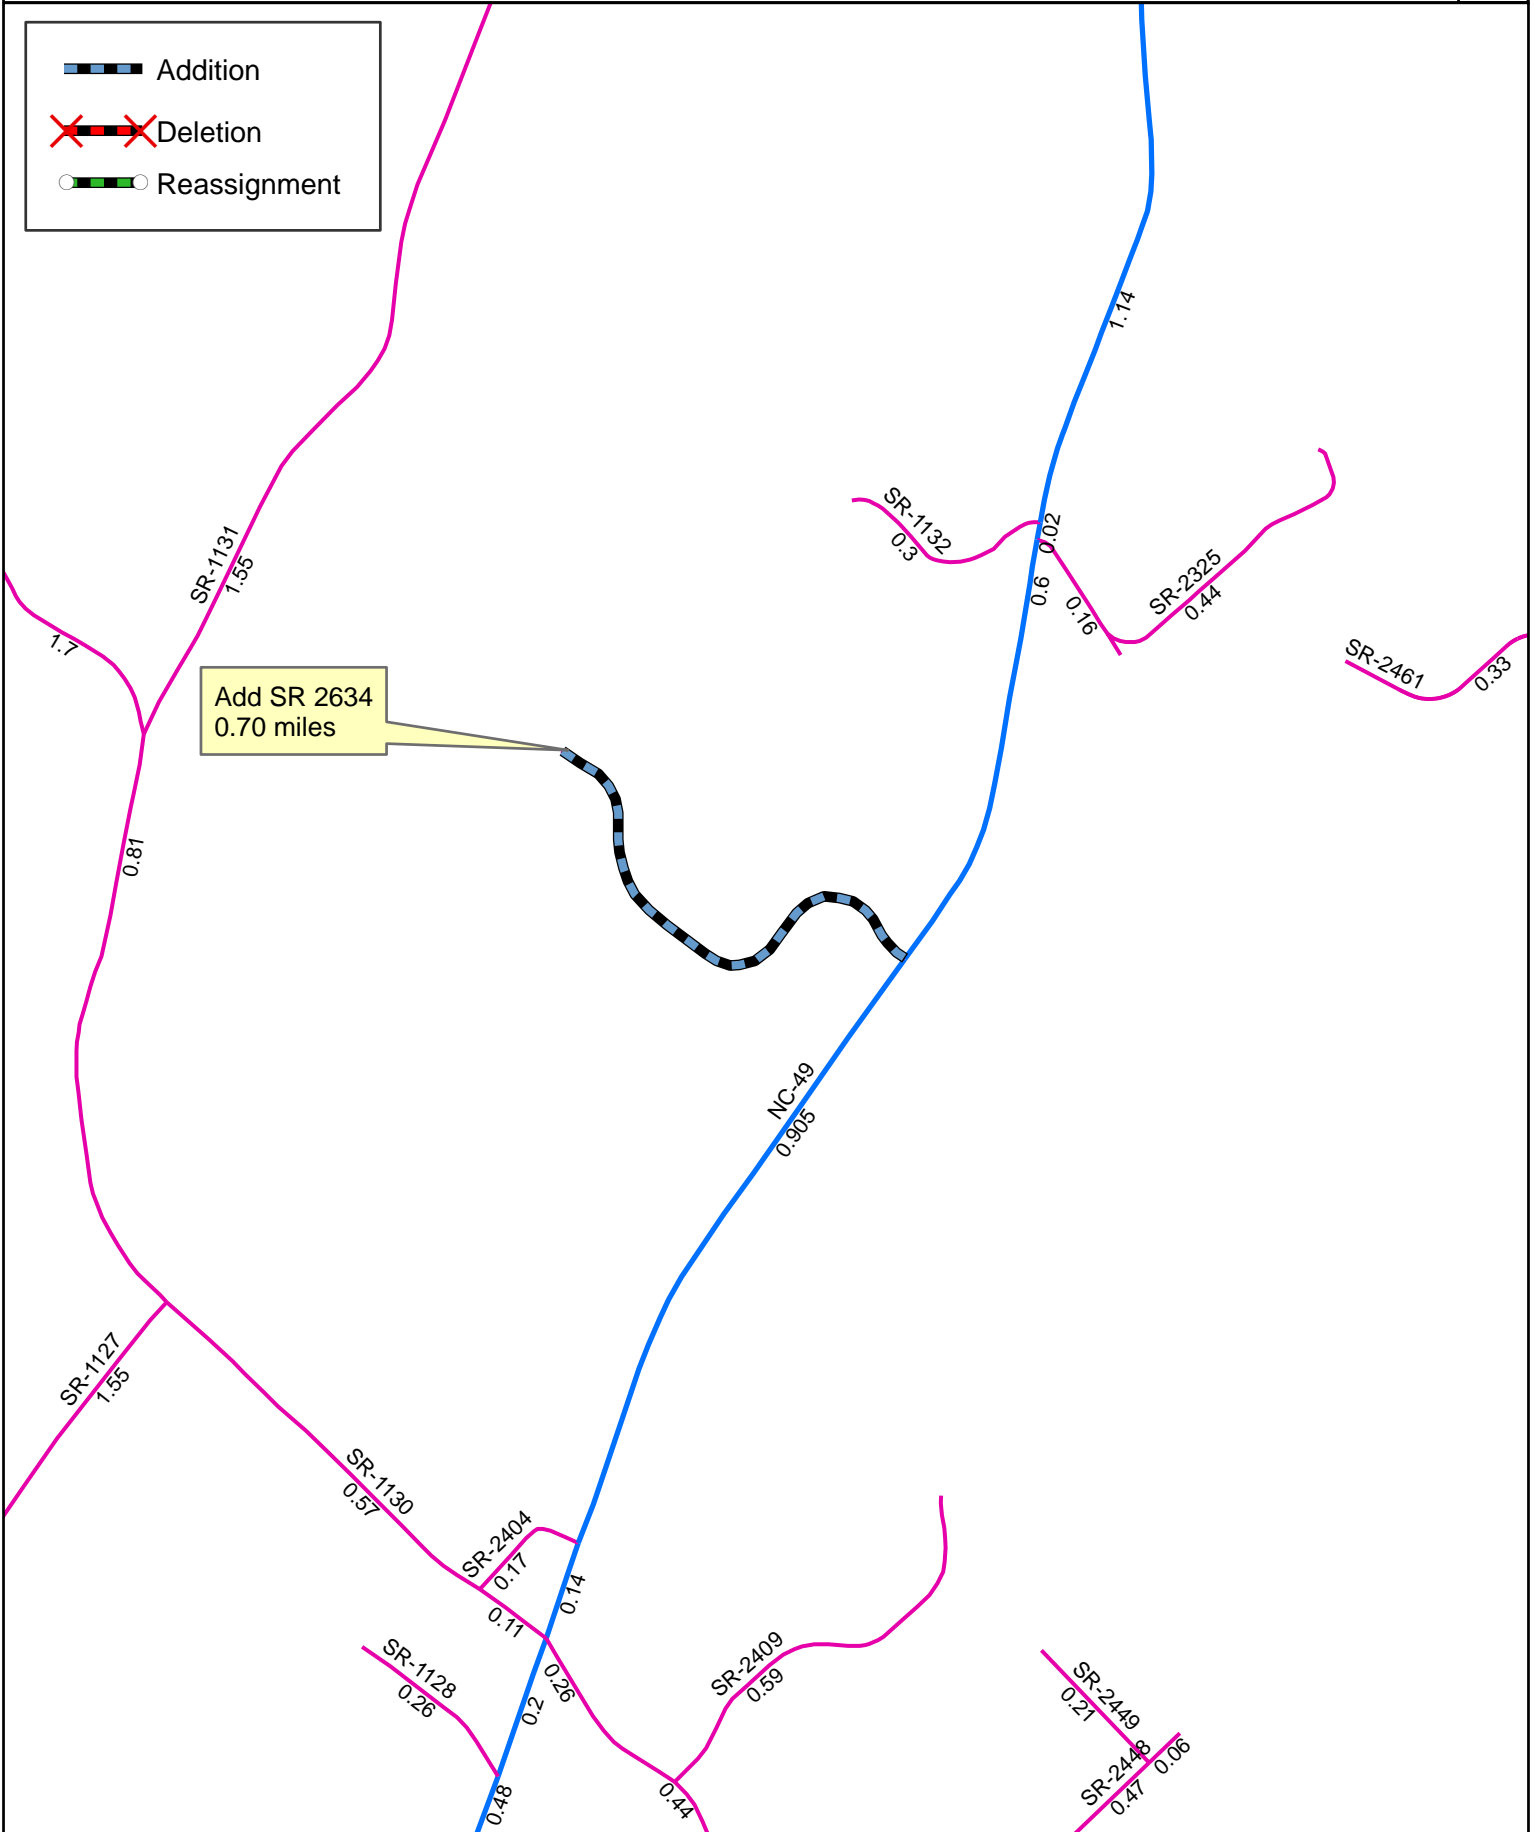 Addition
Deletion
Reassignment
1.14
SR-1132
0.3
0.02
SR-1131
1.55
0.6
0.16
SR-2325
0.44
1.7
SR-2461
0.33
Add SR 2634
0.70 miles
0.81
NC-49
0.905
SR-1127
1.55
SR-1130
0.57
SR-2404
0.17
0.14
0.11
SR-1128
0.26
0.26
0.2
SR-2409
0.59
SR-2449
0.21
SR-2448
0.06
0.47
0.48
0.44